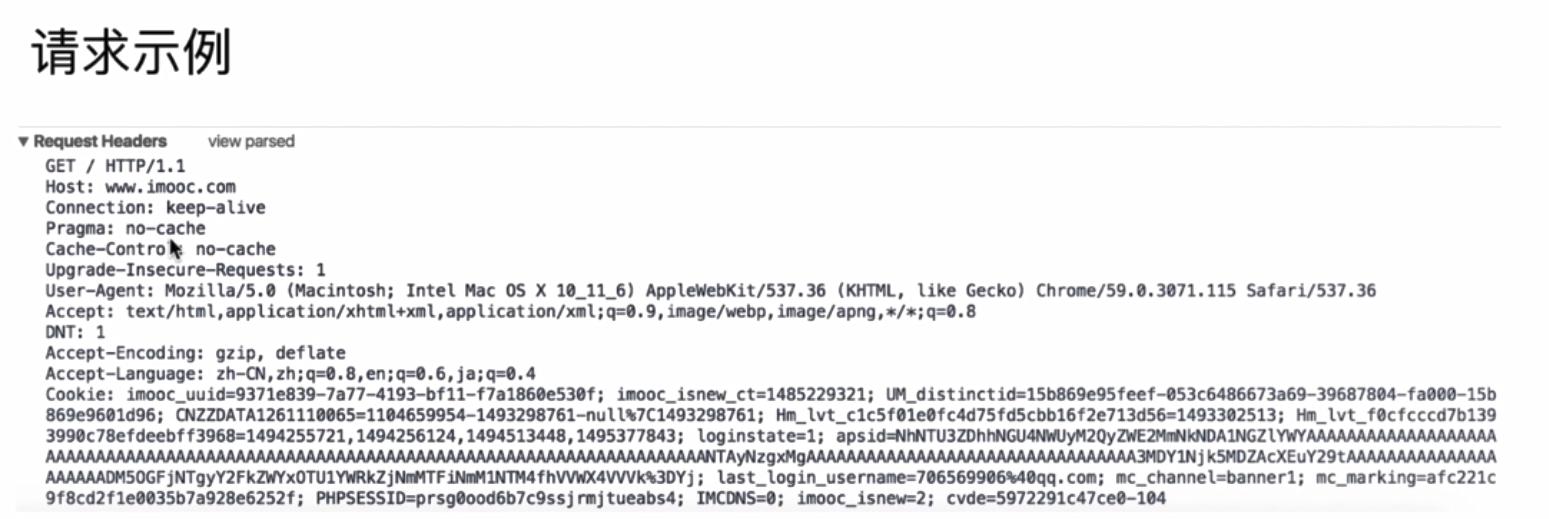 请求示例
▼ Request Headers view parsed
GET / HTTP/1.1
Host: www.imooc.com
Connection: keep-alive
Pragma: no-cache
Cache-Control: no-cache
Upgrade-Insecure-Requests: 1
User-Agent: Mozilla/5.0 (Macintosh; Intel Mac OS X 10_11_6) AppleWebKit/537.36 (KHTML, like Gecko) Chrome/59.0.3071.115 Safari/537.36
Accept: text/html,application/xhtml+xml,application/xml;q=0.9,image/webp,image/apng,*/*;q=0.8
DNT: 1
Accept-Encoding: gzip, deflate
Accept-Language: zh-CN,zh;q=0.8,en;q=0.6,ja;q=0.4
Cookie: imooc_uuid=9371e839-7a77-4193-bf11-f7a1860e530f; imooc_isnew_ct=1485229321; UM_distinctid=15b869e95feef-053c6486673a69-39687804-fa000-15b
869e9601d96; CNZZDATA1261110065=1104659954-1493298761-null%7C1493298761; Hm_lvt_c1c5f01e0fc4d75fd5cbb16f2e713d56=1493302513; Hm_lvt_f0cfcccd7b139
3990c78efdeebff3968=1494255721,1494256124,1494513448,1495377843; loginstate=1;
last_login_username=706569906%40qq.com; mc_channel=banner1; mc_marking=afc221c
9f8cd2f1e0035b7a928e6252f; PHPSESSID=prsg0ood6b7c9ssjrmjtueabs4; IMCDNS=0; imooc_isnew=2; cvde=5972291c47ce0-104